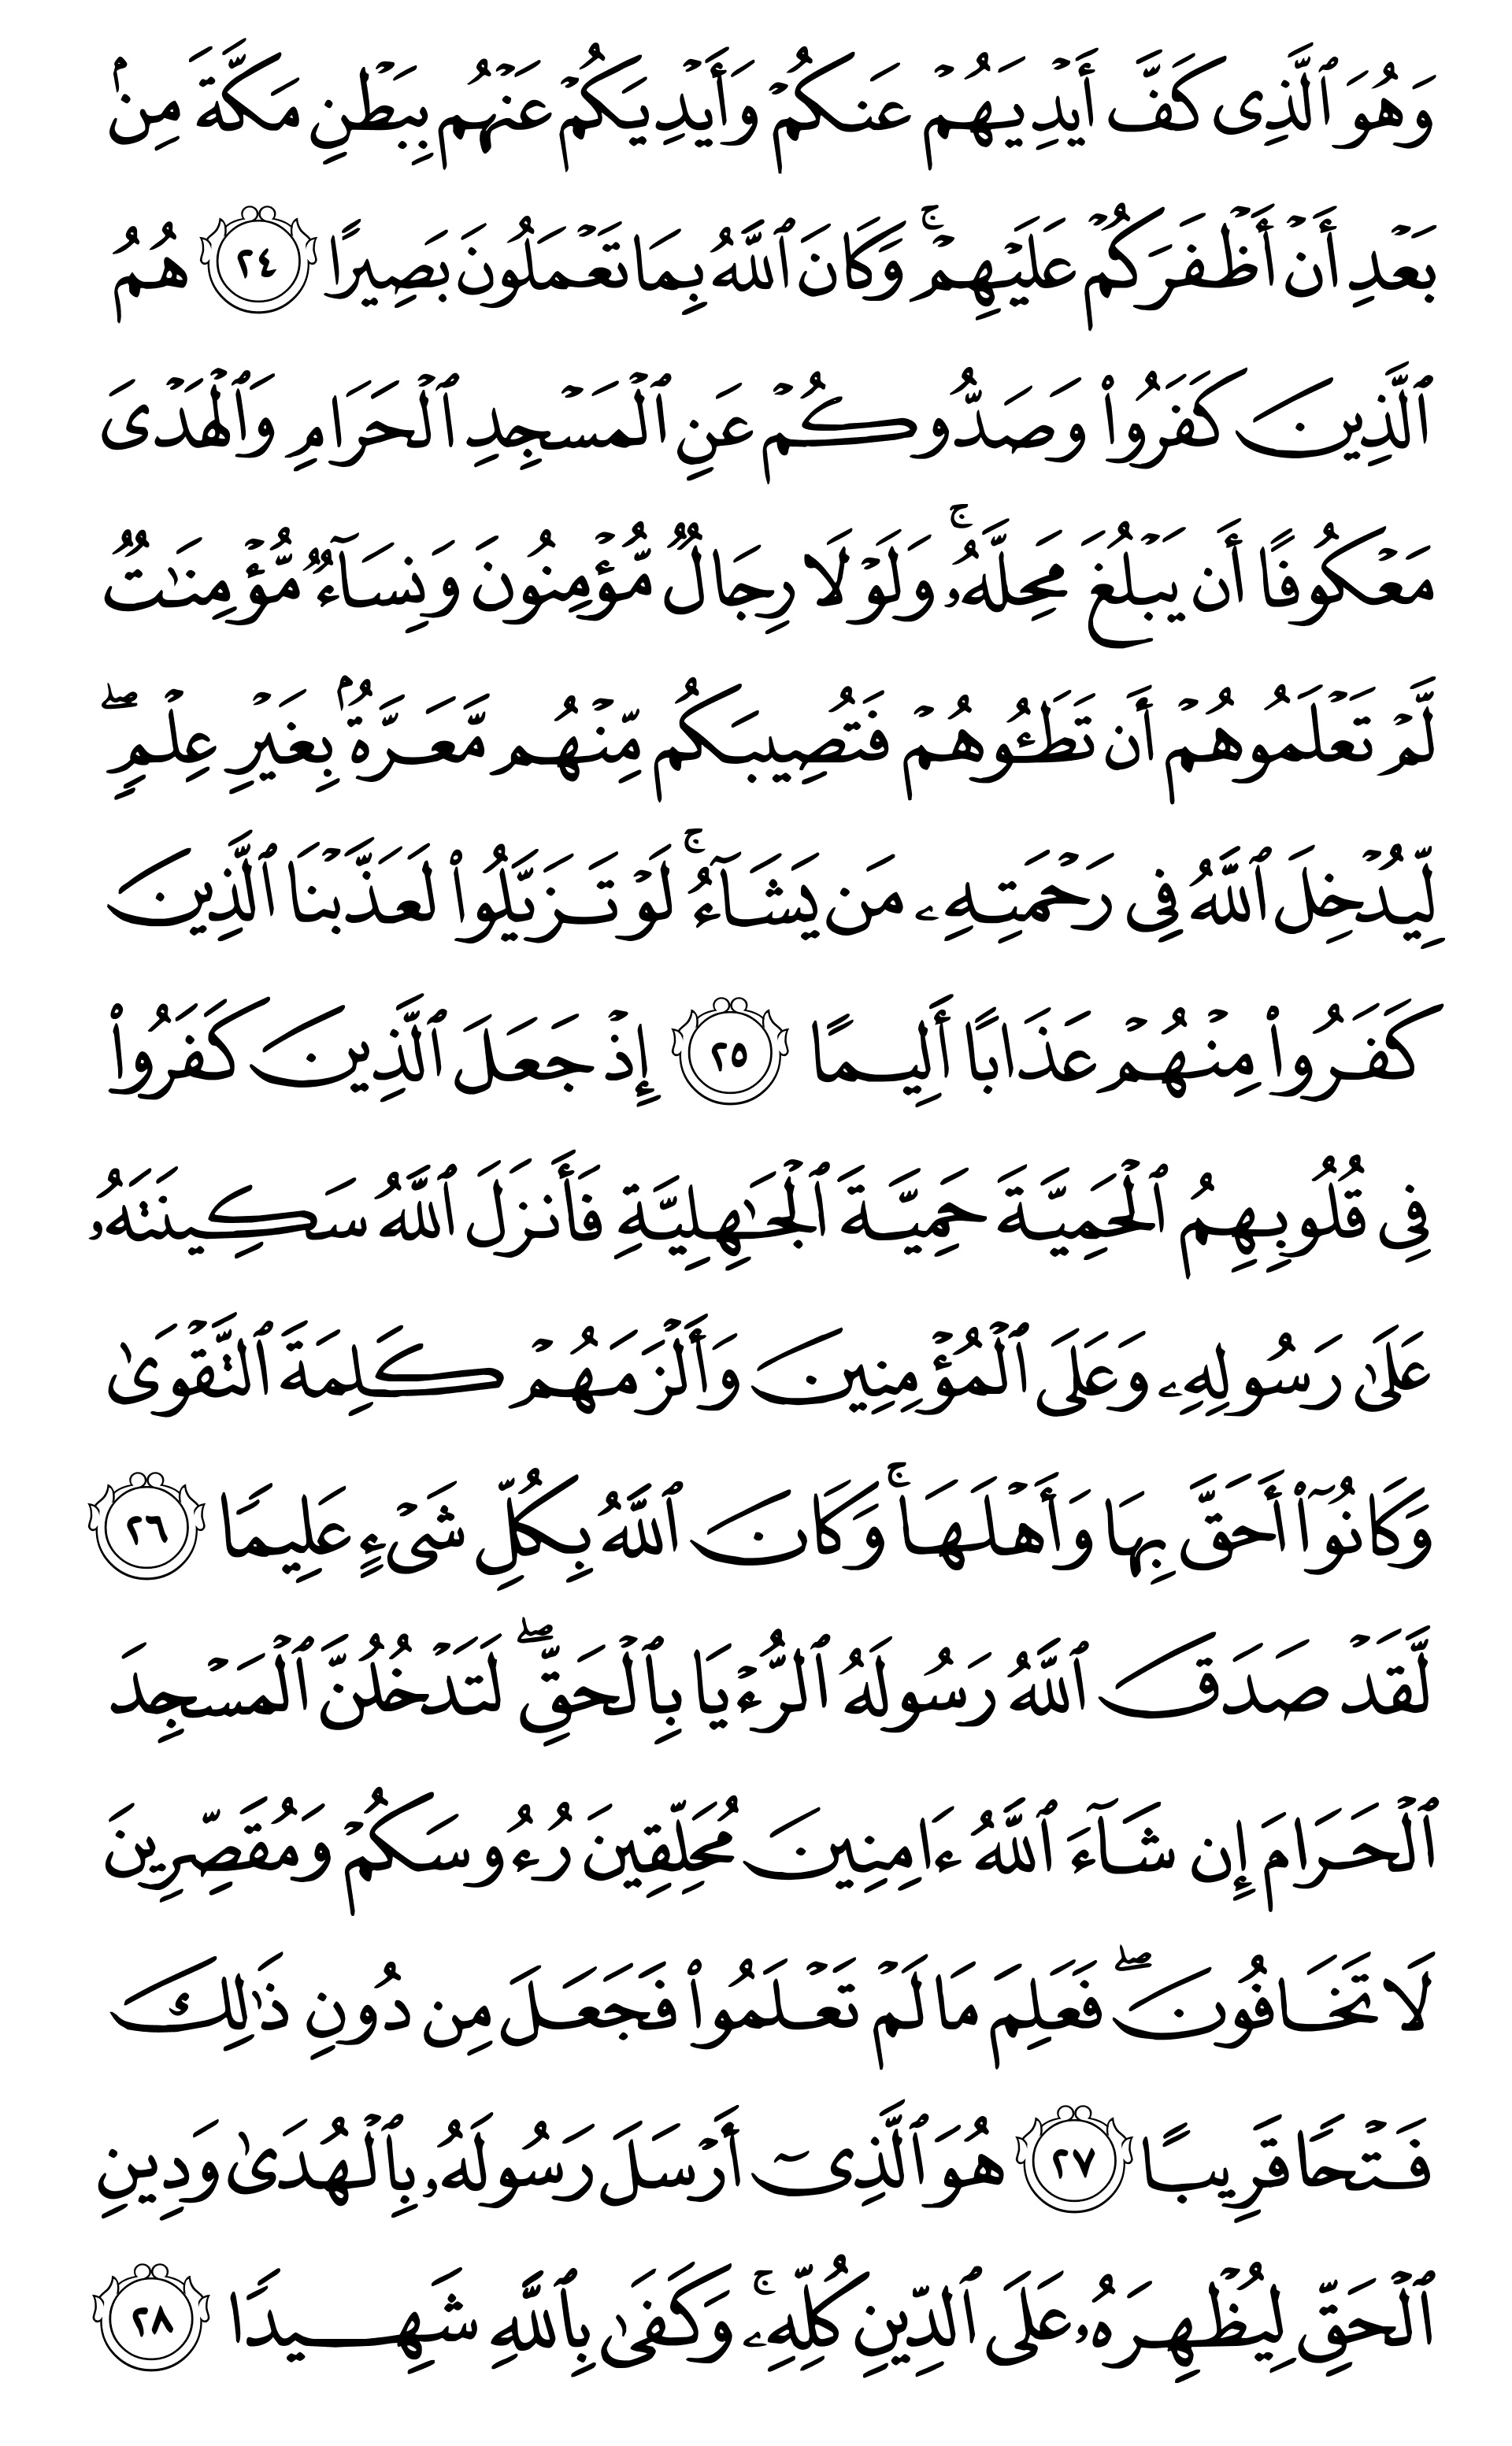 وَهُوَ ٱلَّذِى كَفَّ أَيۡدِيَهُمۡ عَنكُمۡ وَأَيۡدِيَكُمۡ عَنۡهُم بِبَطۡنِ مَكَّةَ مِنۢ
بَعۡدِ أَنۡ أَظۡفَرَكُمۡ عَلَيۡهِمۡۚ وَكَانَ ٱللَّهُ بِمَا تَعۡمَلُونَ بَصِيرًا ٢٤ هُمُ
ٱلَّذِينَ كَفَرُواْ وَصَدُّوكُمۡ عَنِ ٱلۡمَسۡجِدِ ٱلۡحَرَامِ وَٱلۡهَدۡىَ
مَعۡكُوفًا أَن يَبۡلُغَ مَحِلَّهُۥۚ وَلَوۡلَا رِجَالٌ مُّؤۡمِنُونَ وَنِسَآءٌ مُّؤۡمِنَٰتٌ
لَّمۡ تَعۡلَمُوهُمۡ أَن تَطَـُٔوهُمۡ فَتُصِيبَكُم مِّنۡهُم مَّعَرَّةُۢ بِغَيۡرِ عِلۡمٍۖ
لِّيُدۡخِلَ ٱللَّهُ فِى رَحۡمَتِهِۦ مَن يَشَآءُۚ لَوۡ تَزَيَّلُواْ لَعَذَّبۡنَا ٱلَّذِينَ
كَفَرُواْ مِنۡهُمۡ عَذَابًا أَلِيمًا ٢٥ إِذۡ جَعَلَ ٱلَّذِينَ كَفَرُواْ
فِى قُلُوبِهِمُ ٱلۡحَمِيَّةَ حَمِيَّةَ ٱلۡجَٰهِلِيَّةِ فَأَنزَلَ ٱللَّهُ سَكِينَتَهُۥ
عَلَىٰ رَسُولِهِۦ وَعَلَى ٱلۡمُؤۡمِنِينَ وَأَلۡزَمَهُمۡ كَلِمَةَ ٱلتَّقۡوَىٰ
وَكَانُوٓاْ أَحَقَّ بِهَا وَأَهۡلَهَاۚ وَكَانَ ٱللَّهُ بِكُلِّ شَىۡءٍ عَلِيمًا ٢٦
لَّقَدۡ صَدَقَ ٱللَّهُ رَسُولَهُ ٱلرُّءۡيَا بِٱلۡحَقِّۖ لَتَدۡخُلُنَّ ٱلۡمَسۡجِدَ
ٱلۡحَرَامَ إِن شَآءَ ٱللَّهُ ءَامِنِينَ مُحَلِّقِينَ رُءُوسَكُمۡ وَمُقَصِّرِينَ
لَا تَخَافُونَۖ فَعَلِمَ مَا لَمۡ تَعۡلَمُواْ فَجَعَلَ مِن دُونِ ذَٰلِكَ
فَتۡحًا قَرِيبًا ٢٧ هُوَ ٱلَّذِىٓ أَرۡسَلَ رَسُولَهُۥ بِٱلۡهُدَىٰ وَدِينِ
ٱلۡحَقِّ لِيُظۡهِرَهُۥ عَلَى ٱلدِّينِ كُلِّهِۦۚ وَكَفَىٰ بِٱللَّهِ شَهِيدًا ٢٨